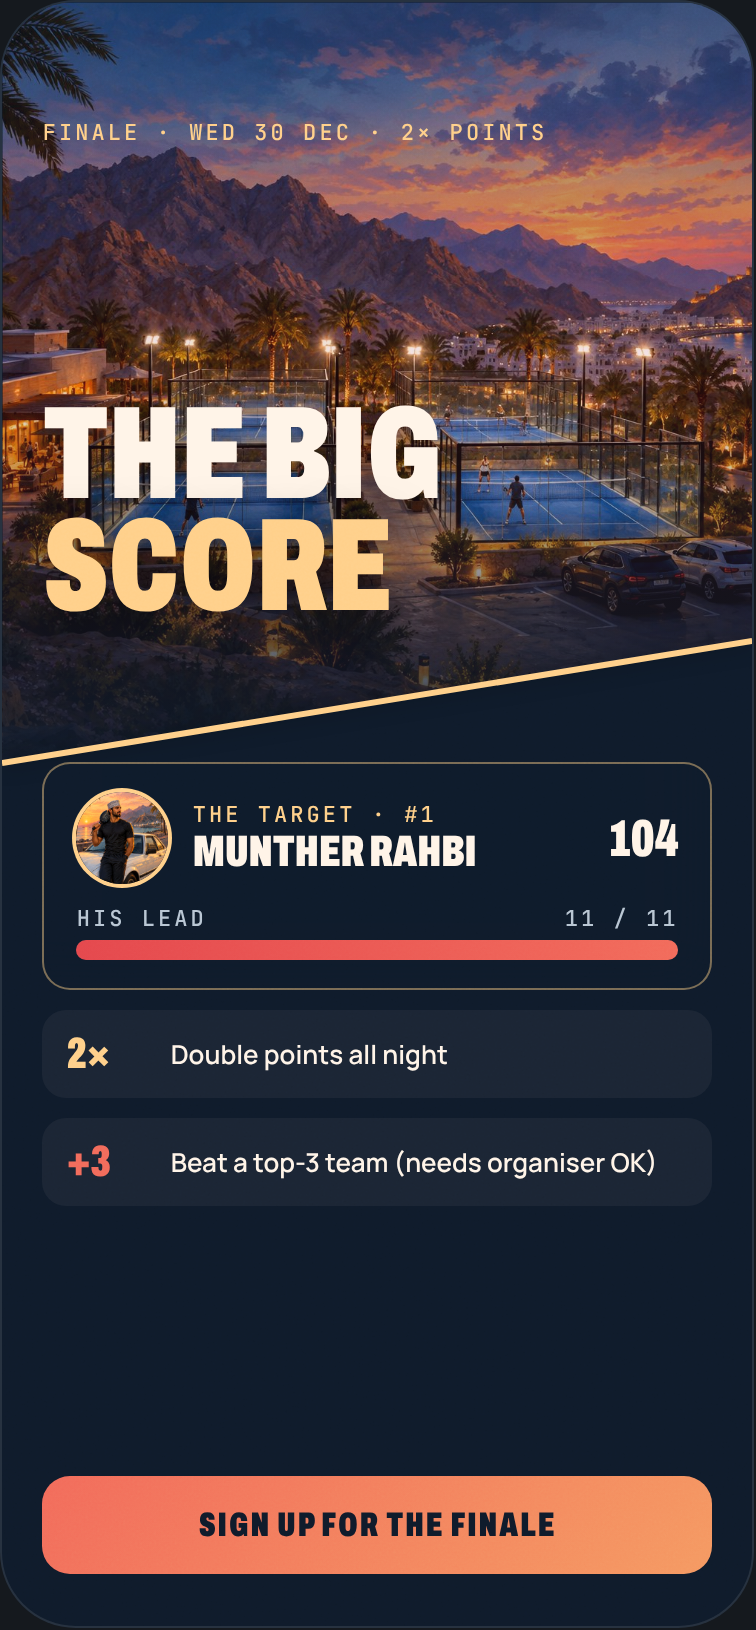 FINALE · WED 30 DEC · 2× POINTS
THE BIG
SCORE
THE TARGET · #1
MUNTHER RAHBI
104
HIS LEAD
11 / 11
2× Double points all night
+3 Beat a top-3 team (needs organiser OK)
SIGN UP FOR THE FINALE